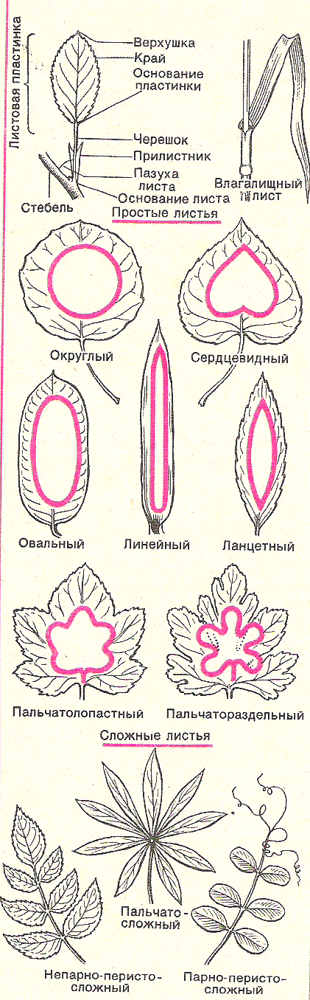 Листовая пластинка
Верхушка
Край
Основание
пластинки
Черешок
Прилистник
Пазуха
листа
Основание листа
Стебель
Влагалищный
лист
Простые листья
Округлый
Сердцевидный
Овальный
Линейный
Ланцетный
Пальчатолопастный
Пальчатораздельный
Сложные листья
Пальчато-
сложный
Непарно-перисто-
сложный
Парно-перисто-
сложный